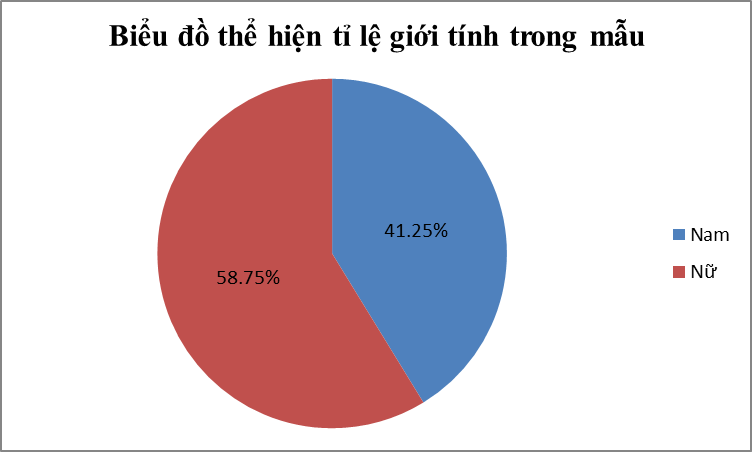 Biểu đồ thể hiện tỉ lệ giới tính trong mẫu
41.25%
58.75%
Nam
Nữ